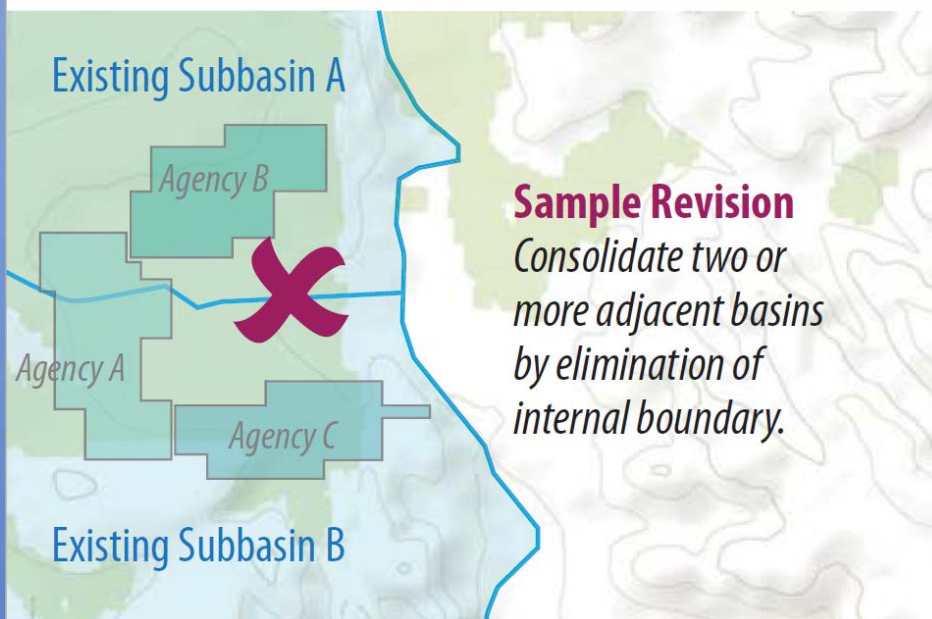 Existing Subbasin A
Agency B
Sample Revision
Consolidate two or
more adjacent basins
by elimination of
internal boundary.
Agency A
Agency C
Existing Subbasin B